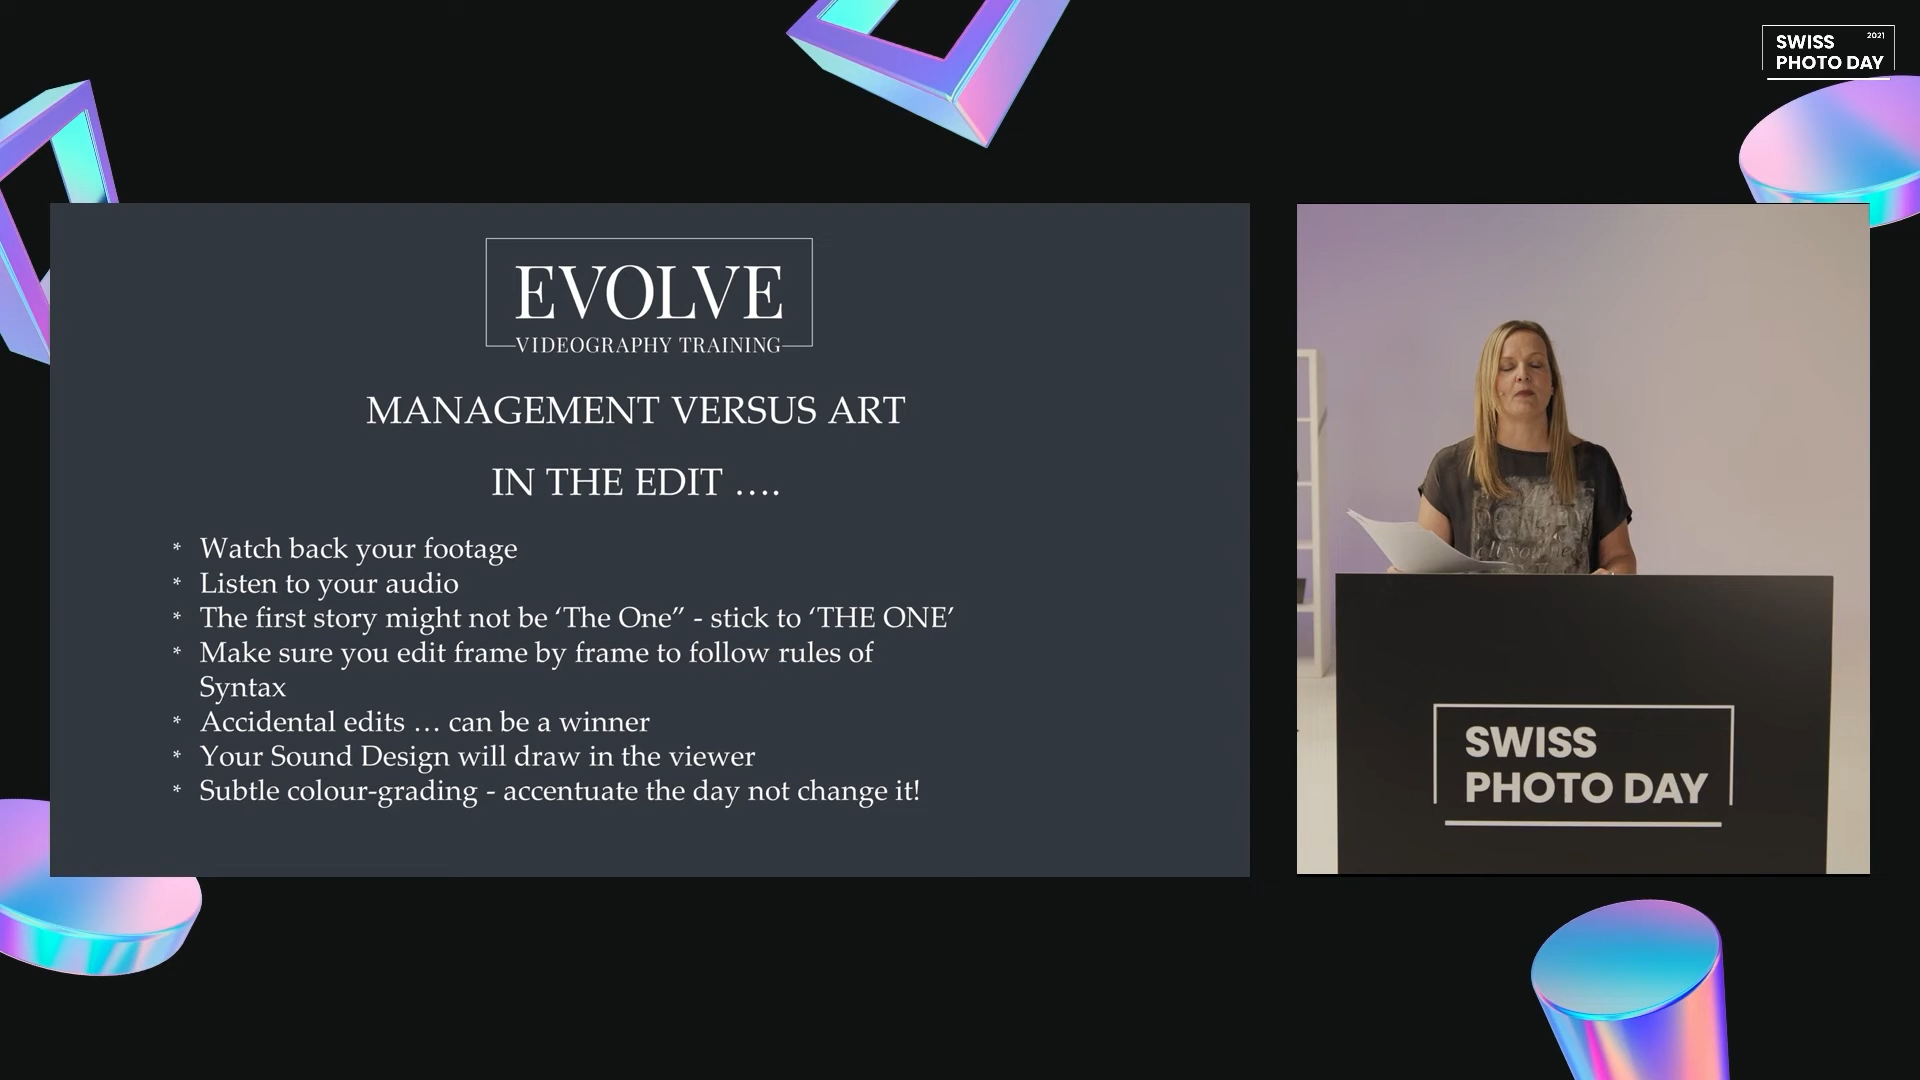 SWISS 2021
PHOTO DAY
EVOLVE
VIDEOGRAPHY TRAINING
MANAGEMENT VERSUS ART
IN THE EDIT ….
* Watch back your footage
* Listen to your audio
* The first story might not be ‘The One” - stick to ‘THE ONE’
* Make sure you edit frame by frame to follow rules of
Syntax
* Accidental edits … can be a winner
* Your Sound Design will draw in the viewer
* Subtle colour-grading - accentuate the day not change it!
SWISS
PHOTO DAY